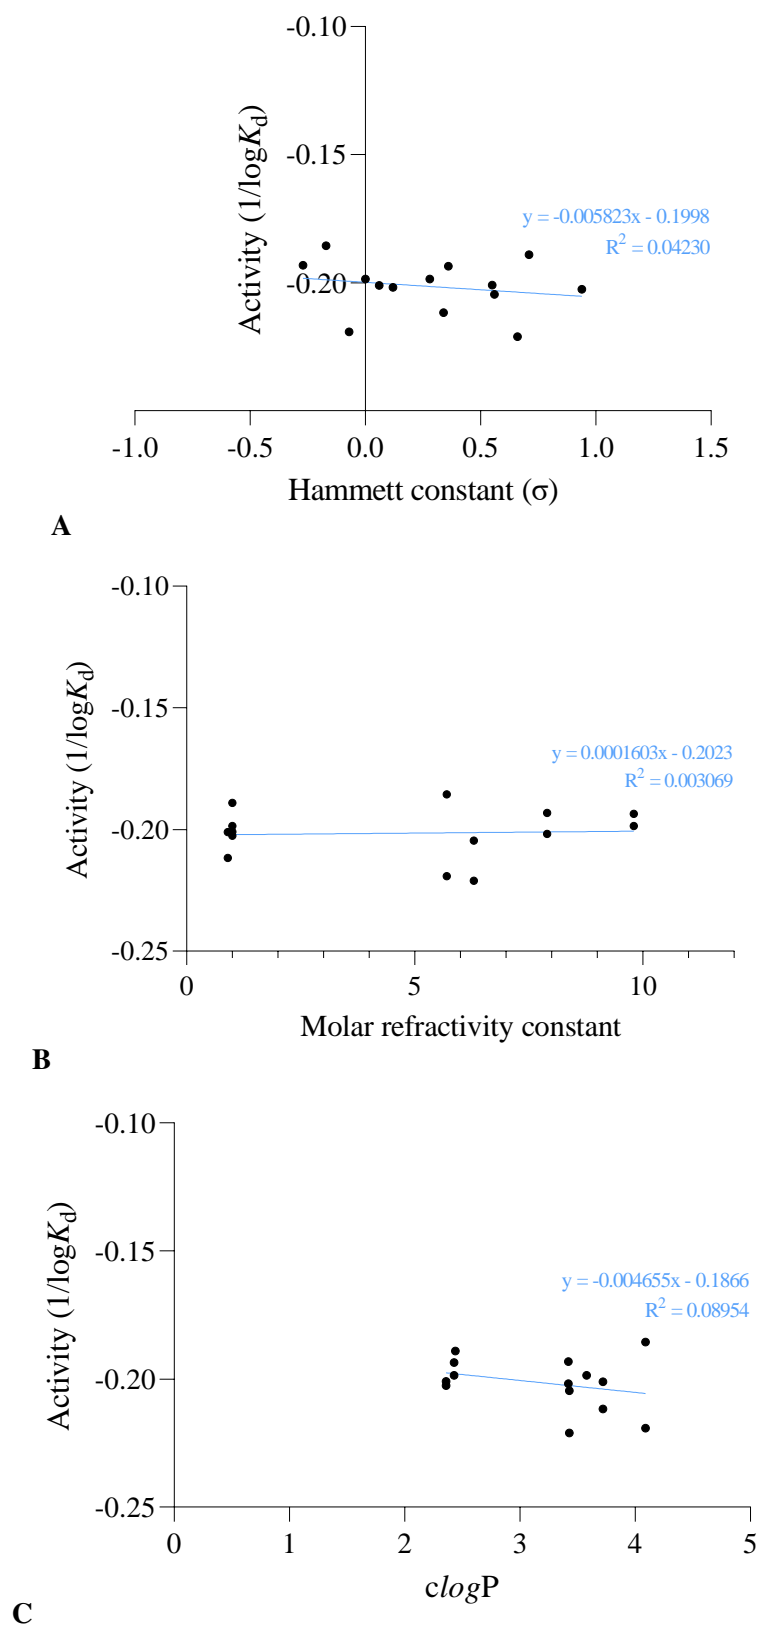 -0.10
-0.15
-0.20
Activity (1/logKd)
y = -0.005823x - 0.1998
R2 = 0.04230
-1.0 -0.5 0.0 0.5 1.0 1.5
Hammett constant (σ)
A
-0.10
-0.15
-0.20
-0.25
Activity (1/logKd)
y = 0.0001603x - 0.2023
R2 = 0.003069
0 5 10
Molar refractivity constant
B
-0.10
-0.15
-0.20
-0.25
Activity (1/logKd)
y = -0.004655x - 0.1866
R2 = 0.08954
0 1 2 3 4 5
clogP
C